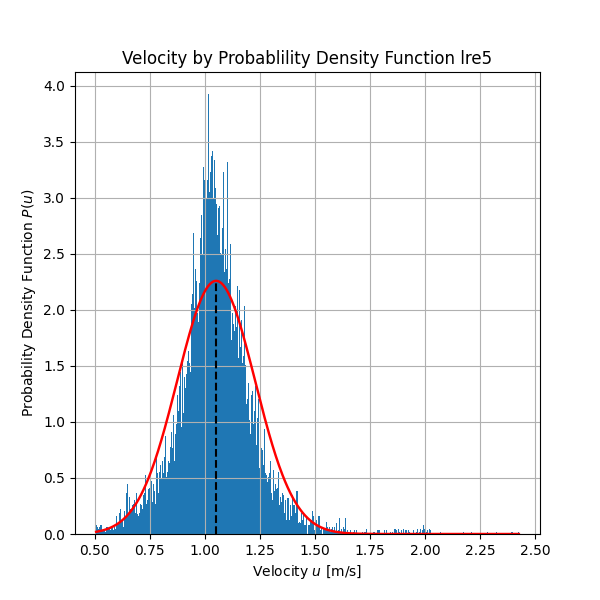 Velocity by Probablility Density Function lre5
4.0
3.5
3.0
2.5
2.0
1.5
1.0
0.5
0.0
Probability Density Function P(u)
0.50 0.75 1.00 1.25 1.50 1.75 2.00 2.25 2.50
Velocity u [m/s]